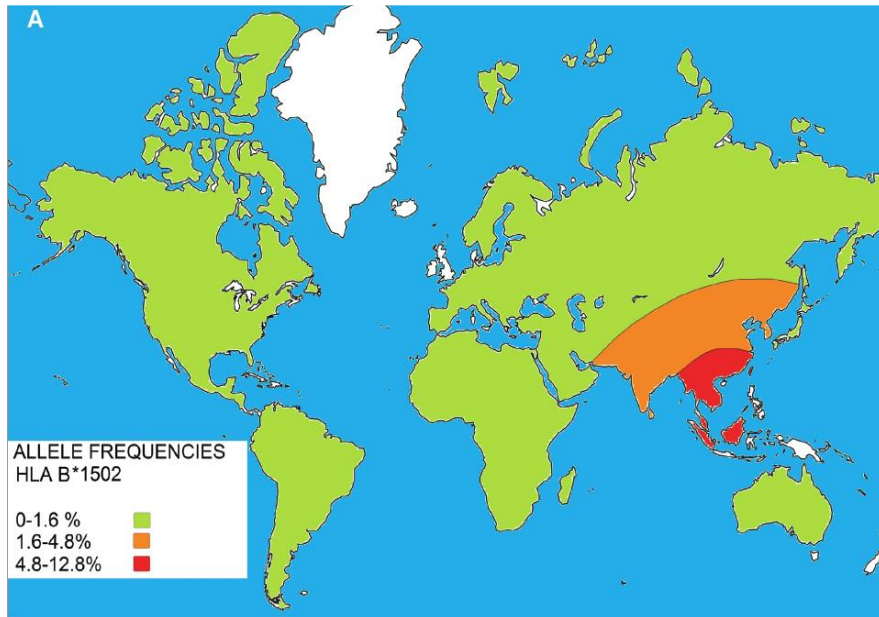 A
ALLELE FREQUENCIES
HLA B*1502
0-1.6 %
1.6-4.8%
4.8-12.8%